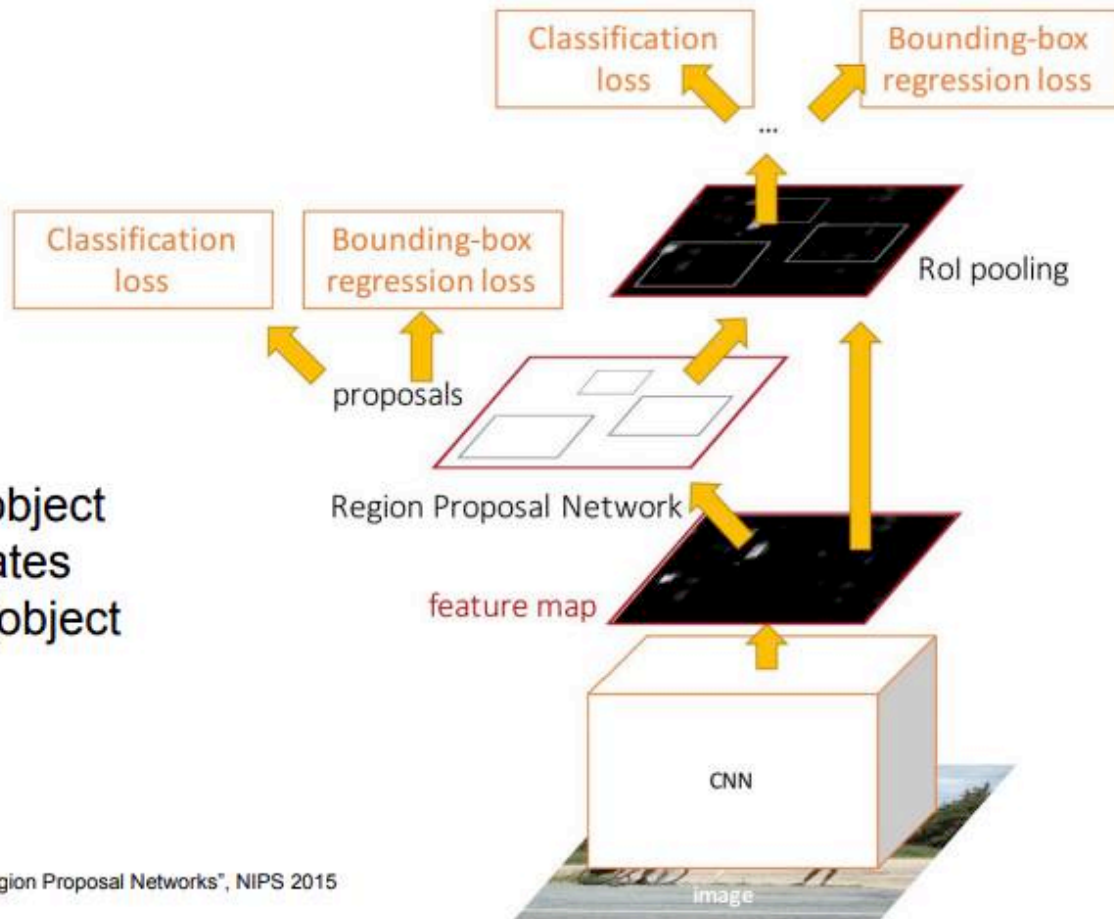 Classification
loss
Bounding-box
regression loss
...
Classification
loss
Bounding-box
regression loss
RoI pooling
proposals
object
ates
Region Proposal Network
object
feature map
CNN
gion Proposal Networks", NIPS 2015
image